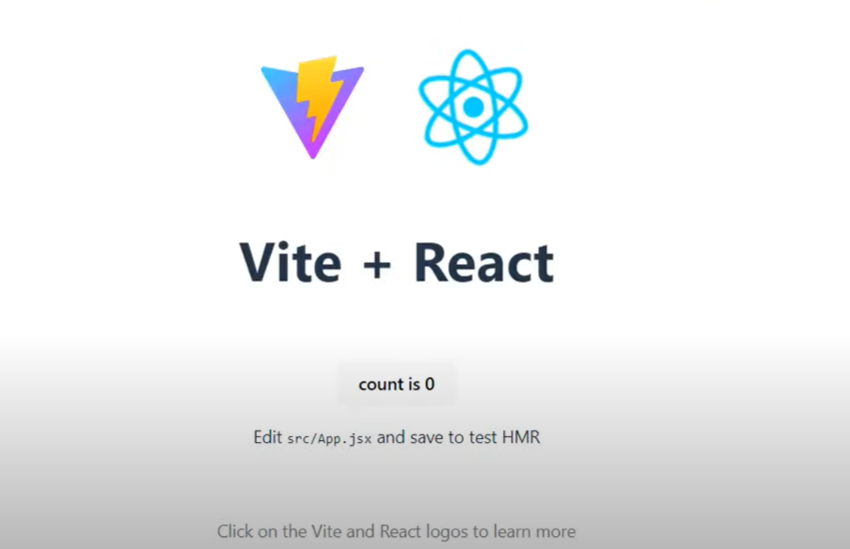 Vite + React
count is 0
Edit src/App.jsx and save to test HMR
Click on the Vite and React logos to learn more